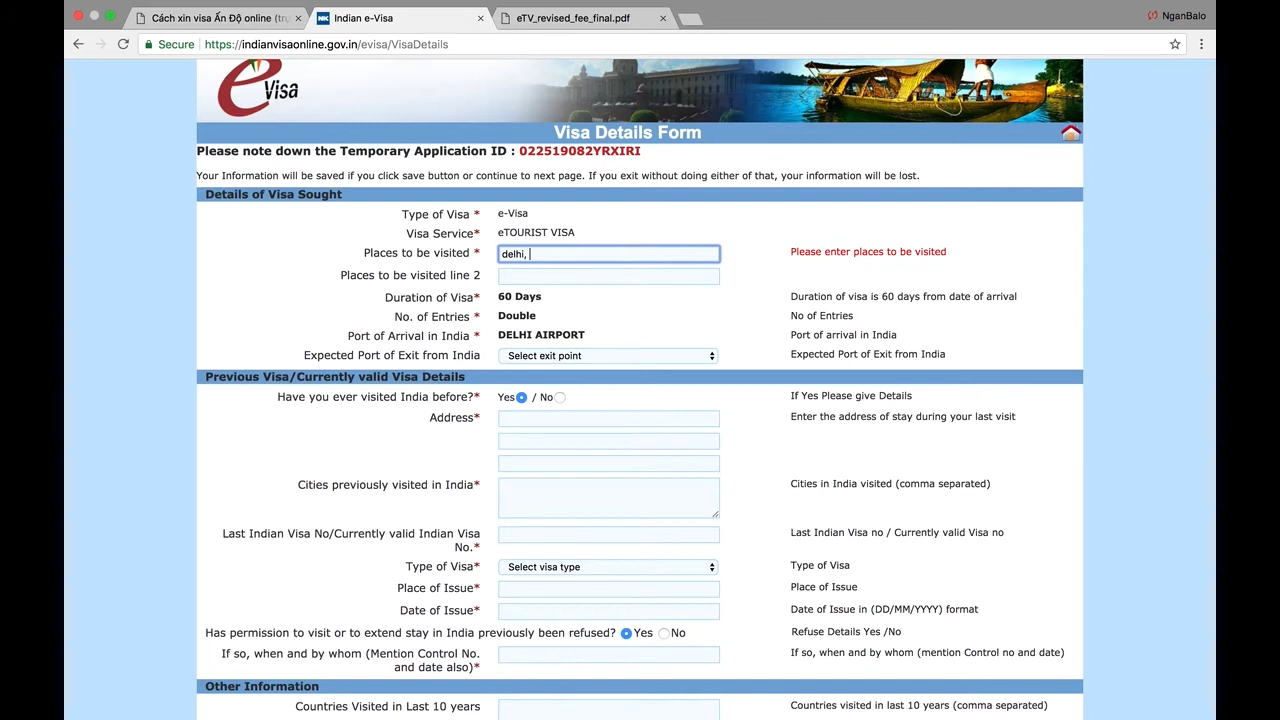 Cách xin visa Ấn Độ online (trự
Indian e-Visa
eTV_revised_fee_final.pdf
NganBalo
Secure https://indianvisaonline.gov.in/evisa/VisaDetails
e Visa
Visa Details Form
Please note down the Temporary Application ID : 022519082YRXIRI
Your Information will be saved if you click save button or continue to next page. If you exit without doing either of that, your information will be lost.
Details of Visa Sought
Type of Visa * e-Visa
Visa Service* eTOURIST VISA
Places to be visited * delhi, Please enter places to be visited
Places to be visited line 2
Duration of Visa* 60 Days Duration of visa is 60 days from date of arrival
No. of Entries * Double No of Entries
Port of Arrival in India * DELHI AIRPORT Port of arrival in India
Expected Port of Exit from India Select exit point Expected Port of Exit from India
Previous Visa/Currently valid Visa Details
Have you ever visited India before?* Yes / No If Yes Please give Details
Address* Enter the address of stay during your last visit
Cities previously visited in India* Cities in India visited (comma separated)
Last Indian Visa No/Currently valid Indian Visa Last Indian Visa no / Currently valid Visa no
No.*
Type of Visa* Select visa type Type of Visa
Place of Issue* Place of Issue
Date of Issue* Date of Issue in (DD/MM/YYYY) format
Has permission to visit or to extend stay in India previously been refused? Yes No Refuse Details Yes /No
If so, when and by whom (Mention Control No. If so, when and by whom (mention Control no and date)
and date also)*
Other Information
Countries Visited in Last 10 years Countries visited in last 10 years (comma separated)